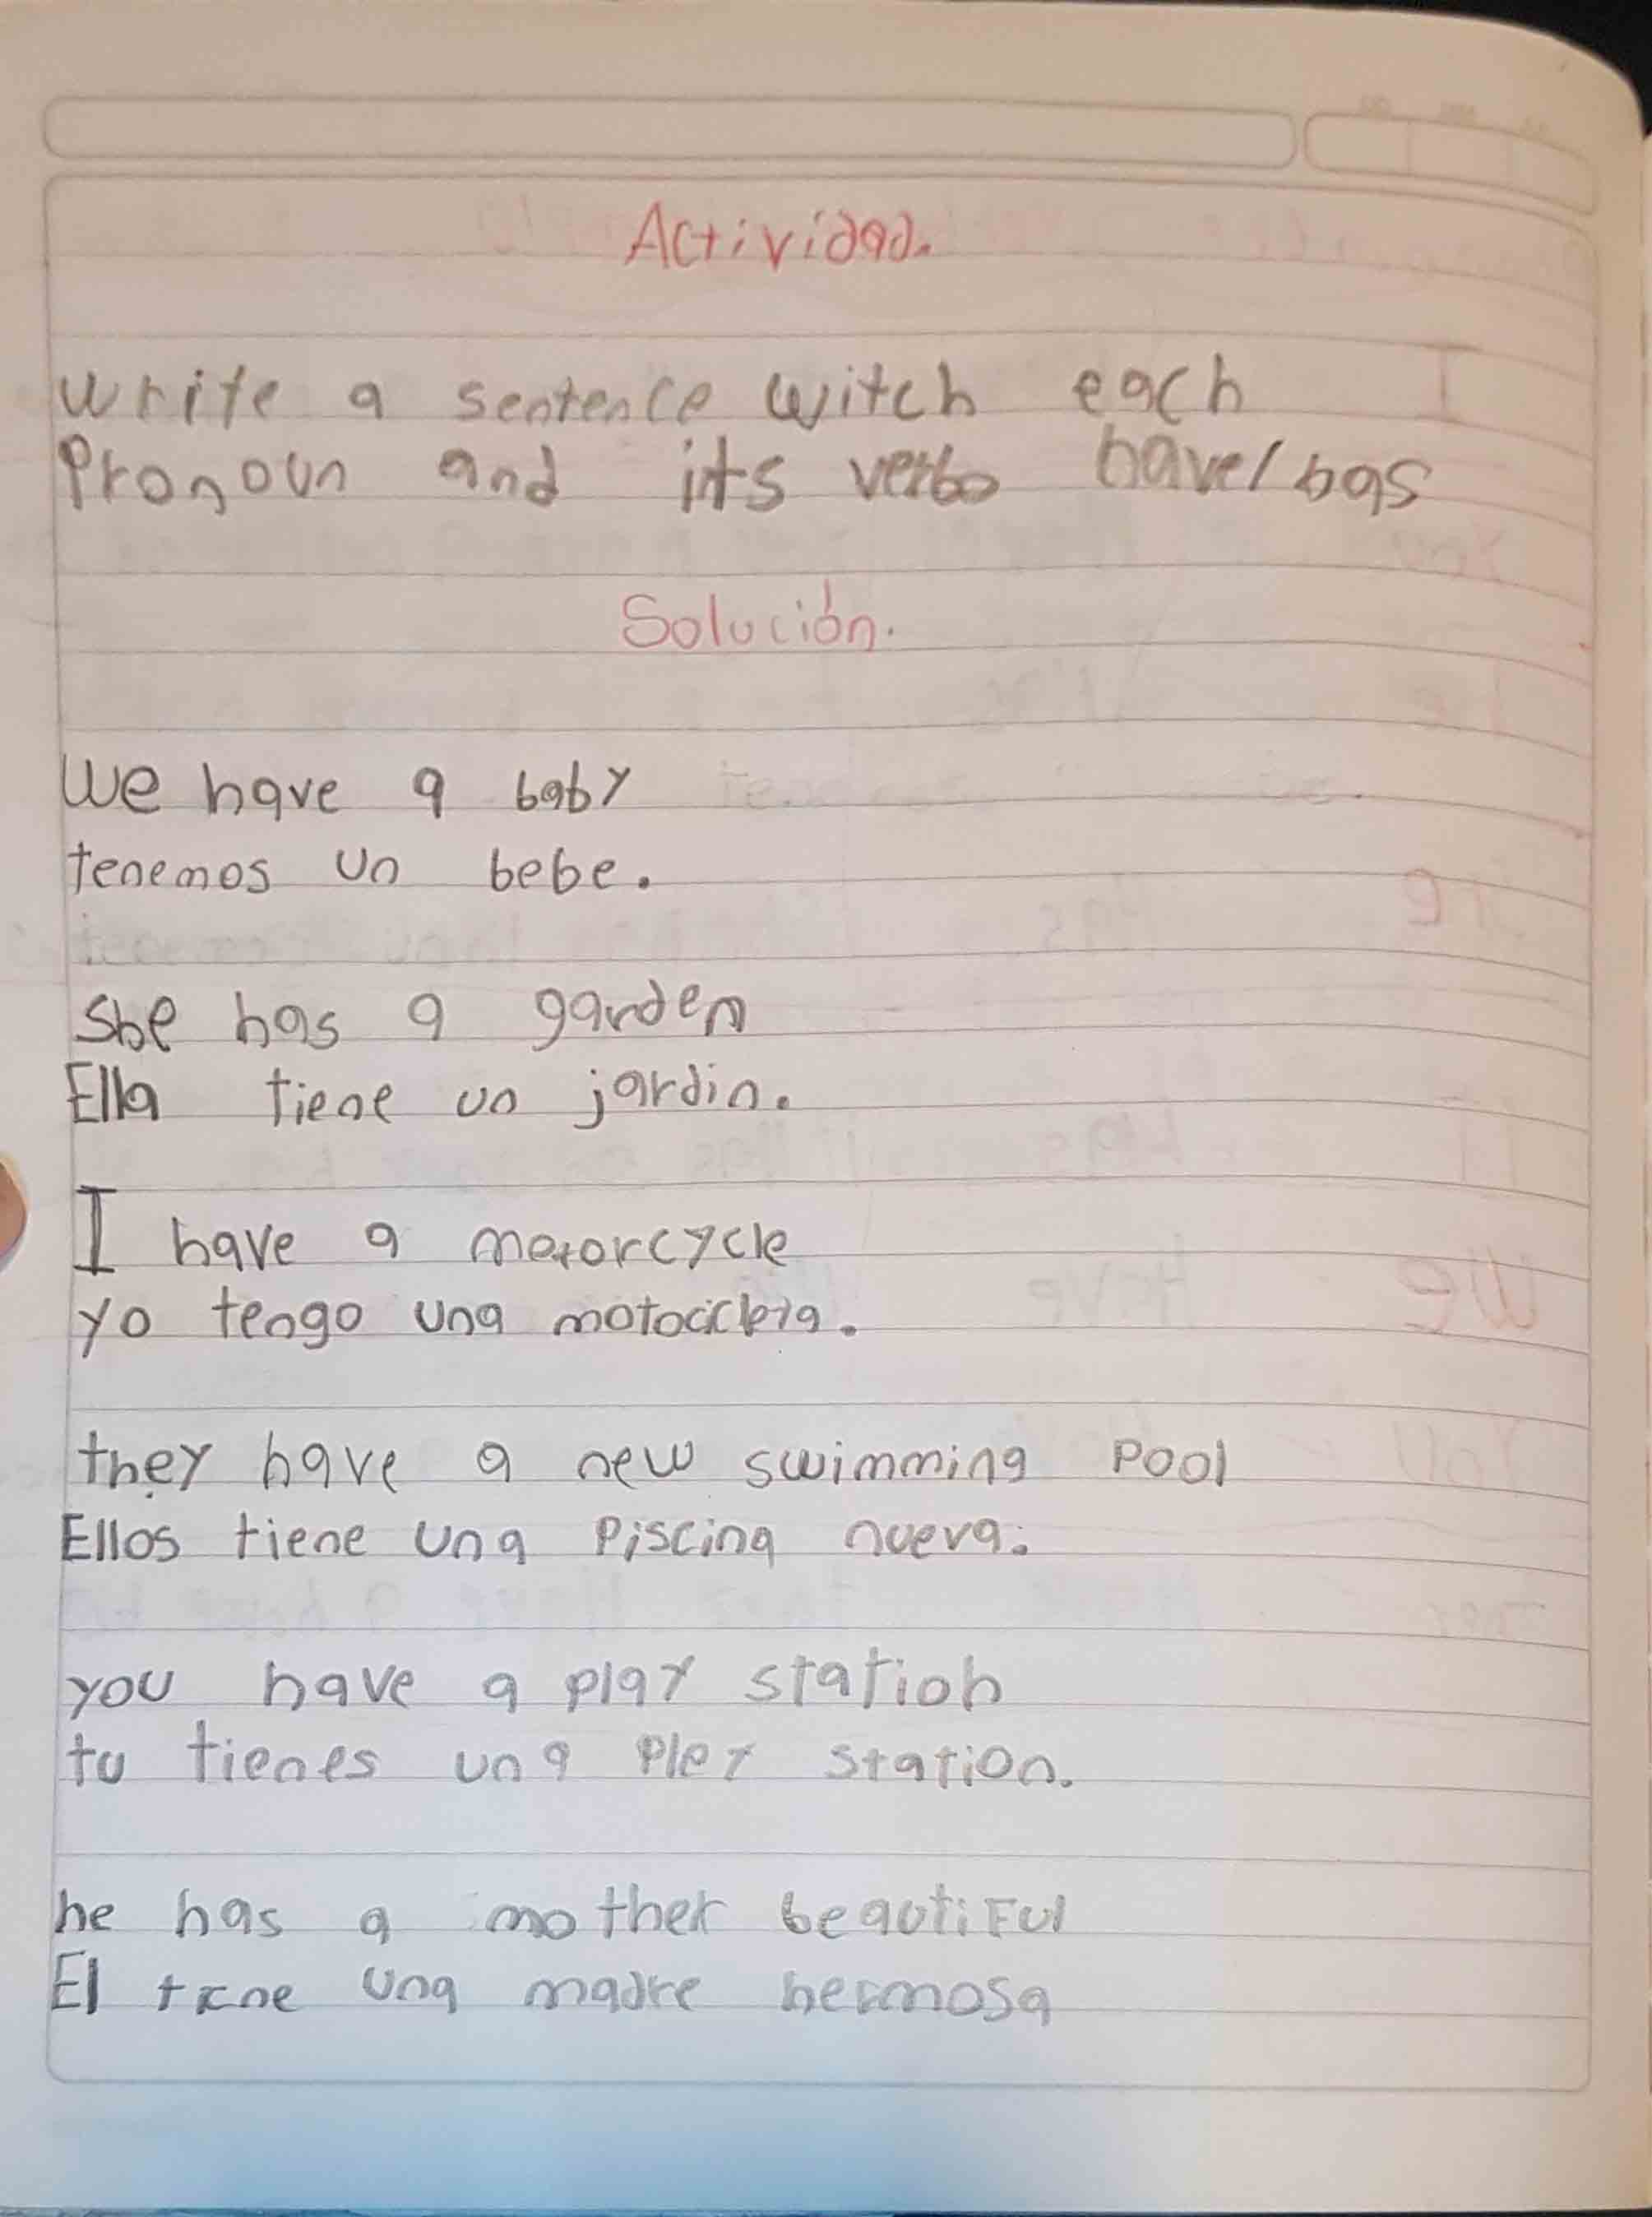 Actividad.
write a sentence witch each
Pronoun and its verbo have/has
Solución.
We have a baby
tenemos un bebe.
She has a garden
Ella tiene un jardin.
I have a motorcycle
yo tengo una motocicleta.
they have a new swimming Pool
Ellos tiene una Piscina nueva.
you have a play station
tu tienes una Pley station.
he has a mother beautiFul
El tiene una madre hermosa